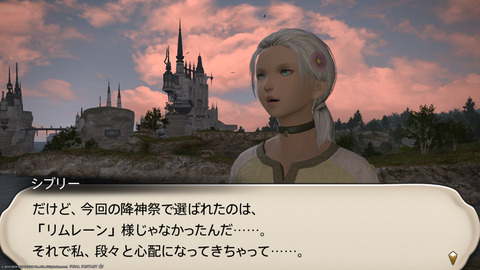 シブリー
だけど、今回の降神祭で選ばれたのは、
「リムレーン」様じゃなかったんだ……。
それで私、段々と心配になってきちゃって……。